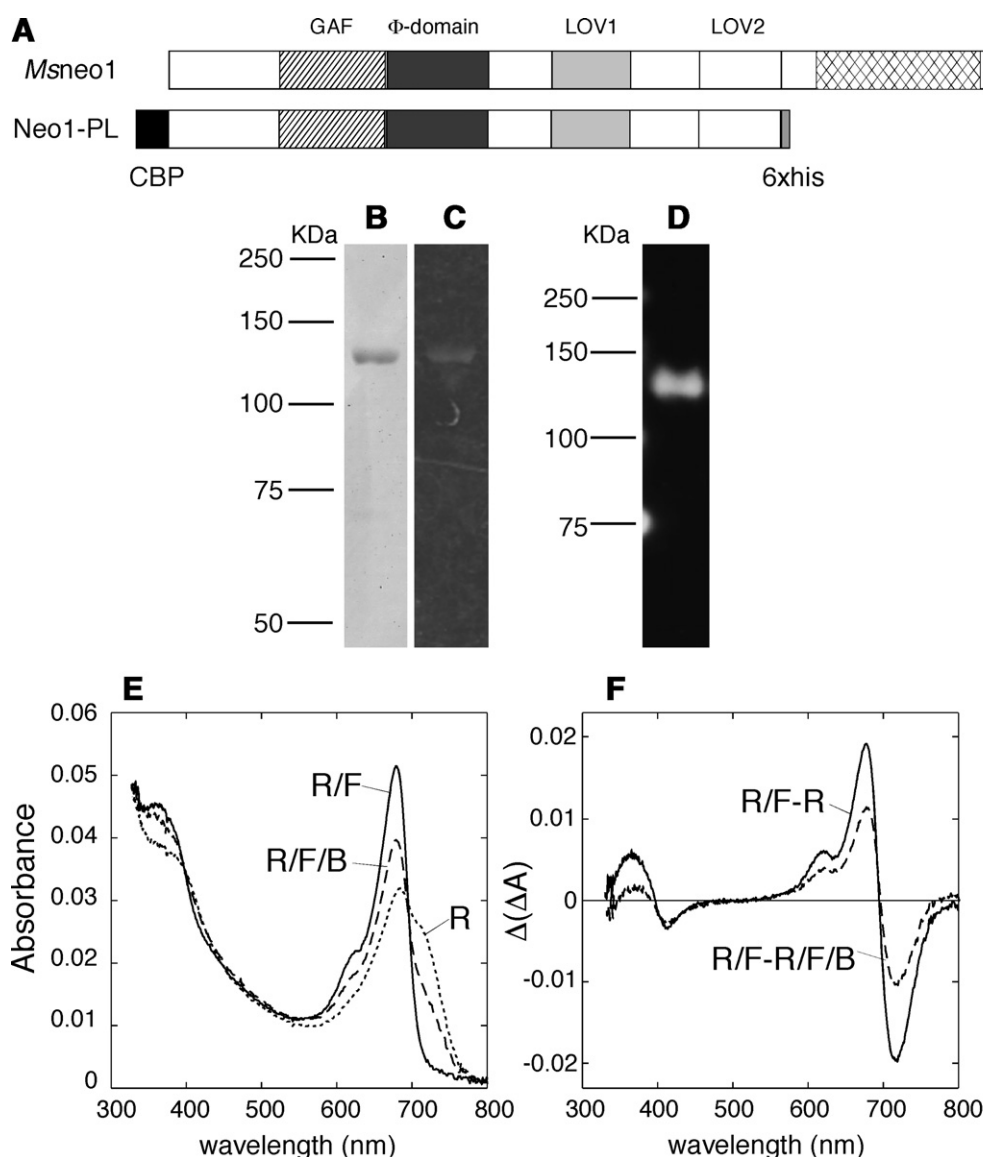 A
GAF Φ-domain LOV1 LOV2
Msneo1
Neo1-PL
CBP 6xhis
KDa B C
250
150
100
75
50
KDa D
250
150
100
75
E
0.06
0.05
0.04
0.03
0.02
0.01
0
Absorbance
R/F
R/F/B
R
300 400 500 600 700 800
wavelength (nm)
F
0.02
0.01
0
-0.01
-0.02
Δ(ΔA)
R/F-R
R/F-R/F/B
300 400 500 600 700 800
wavelength (nm)